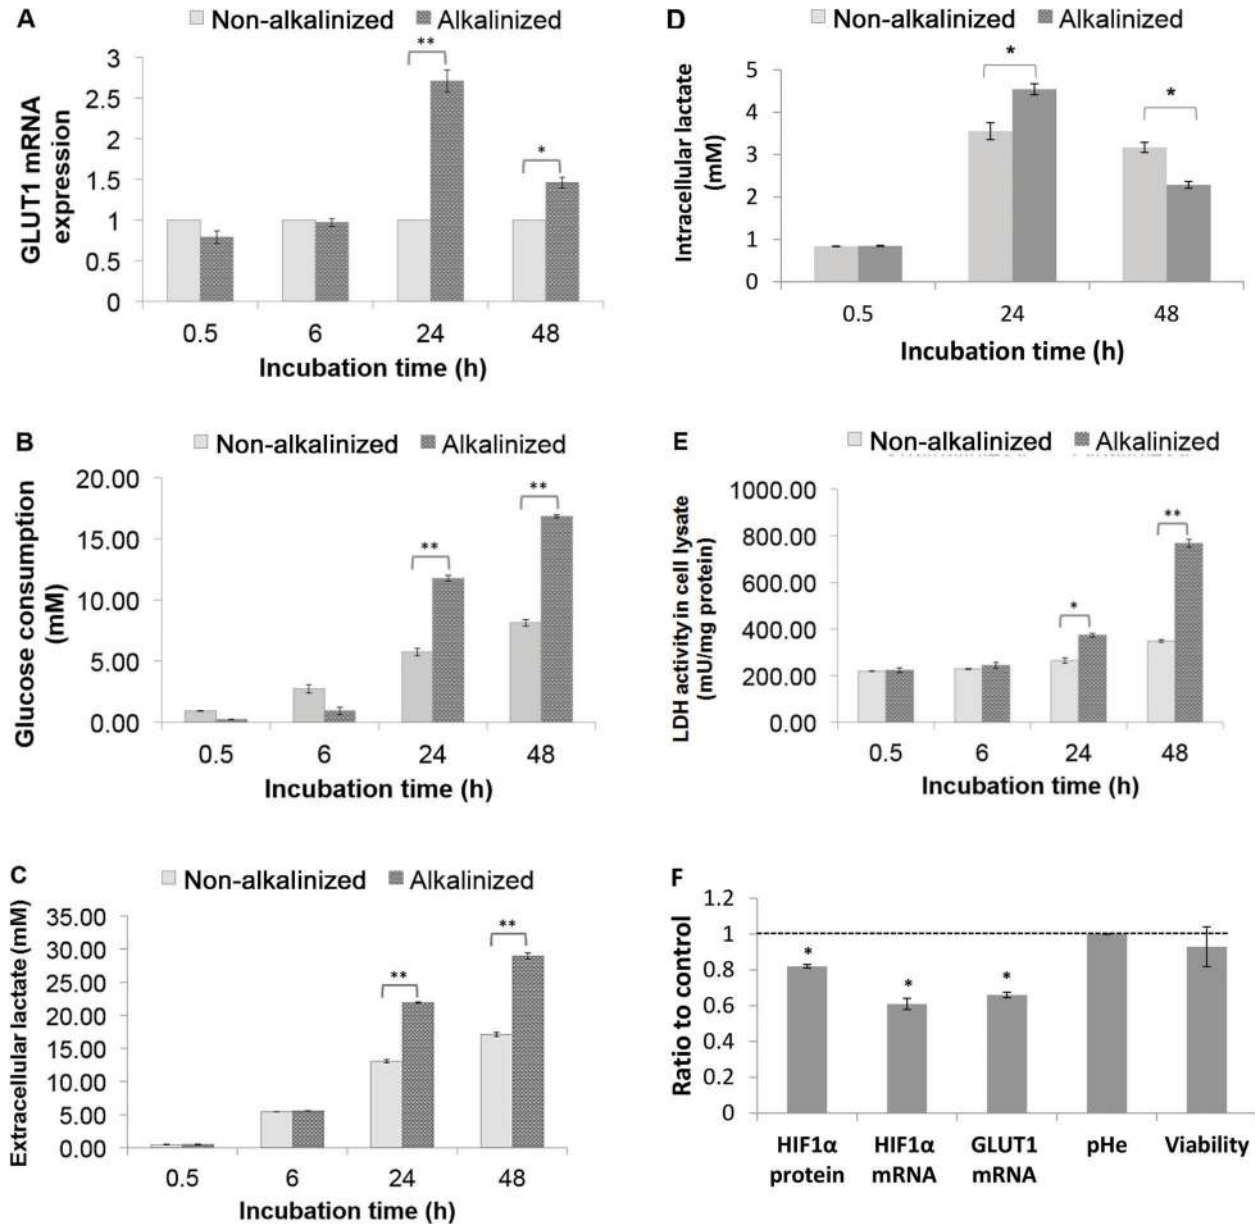 A
Non-alkalinized Alkalinized
GLUT1 mRNA
expression
3
2.5
2
1.5
1
0.5
0
**
*
0.5 6 24 48
Incubation time (h)
B
Non-alkalinized Alkalinized
Glucose consumption
(mM)
20.00
15.00
10.00
5.00
0.00
**
**
0.5 6 24 48
Incubation time (h)
C
Non-alkalinized Alkalinized
Extracellular lactate (mM)
35.00
30.00
25.00
20.00
15.00
10.00
5.00
0.00
**
**
0.5 6 24 48
Incubation time (h)
D
Non-alkalinized Alkalinized
Intracellular lactate
(mM)
5
4
3
2
1
0
*
*
0.5 24 48
Incubation time (h)
E
Non-alkalinized Alkalinized
LDH activity in cell lysate
(mU/mg protein)
1000.00
800.00
600.00
400.00
200.00
0.00
*
**
0.5 6 24 48
Incubation time (h)
F
Ratio to control
1.2
1
0.8
0.6
0.4
0.2
0
*
*
*
HIF1α HIF1α GLUT1 pHe Viability
protein mRNA mRNA